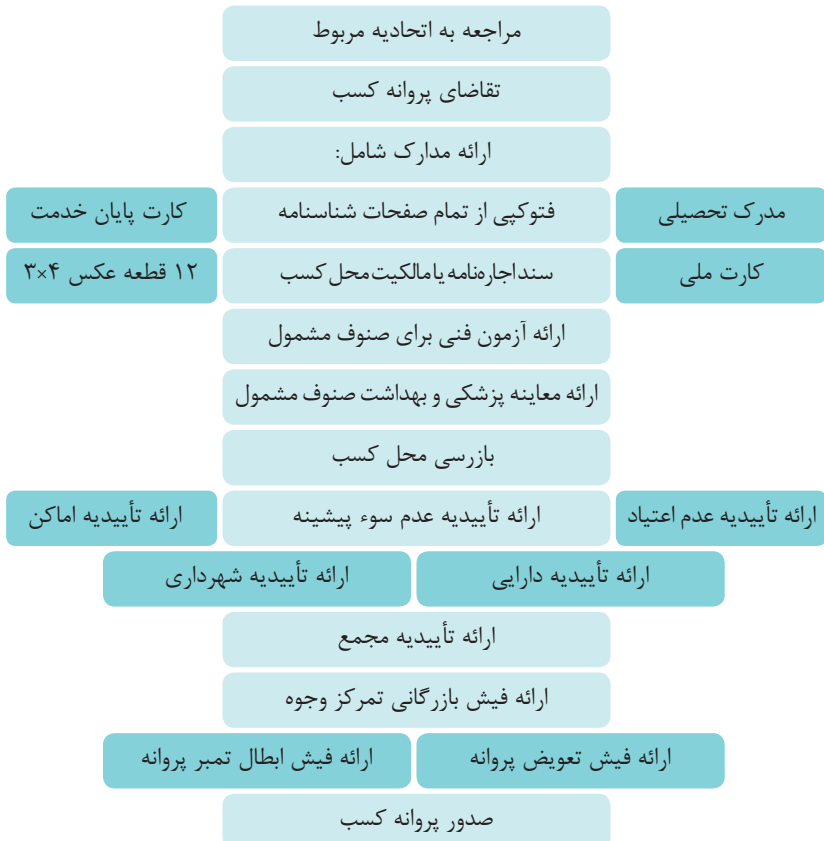 مراجعه به اتحادیه مربوط
تقاضای پروانه کسب
ارائه مدارک شامل:
مدرک تحصیلی
فتوکپی از تمام صفحات شناسنامه
کارت پایان خدمت
کارت ملی
سند اجاره‌نامه یا مالکیت محل کسب
۱۲ قطعه عکس ۴×۳
ارائه آزمون فنی برای صنوف مشمول
ارائه معاینه پزشکی و بهداشت صنوف مشمول
بازرسی محل کسب
ارائه تأییدیه عدم اعتیاد
ارائه تأییدیه عدم سوء پیشینه
ارائه تأییدیه اماکن
ارائه تأییدیه دارایی
ارائه تأییدیه شهرداری
ارائه تأییدیه مجمع
ارائه فیش بازرگانی تمرکز وجوه
ارائه فیش تعویض پروانه
ارائه فیش ابطال تمبر پروانه
صدور پروانه کسب